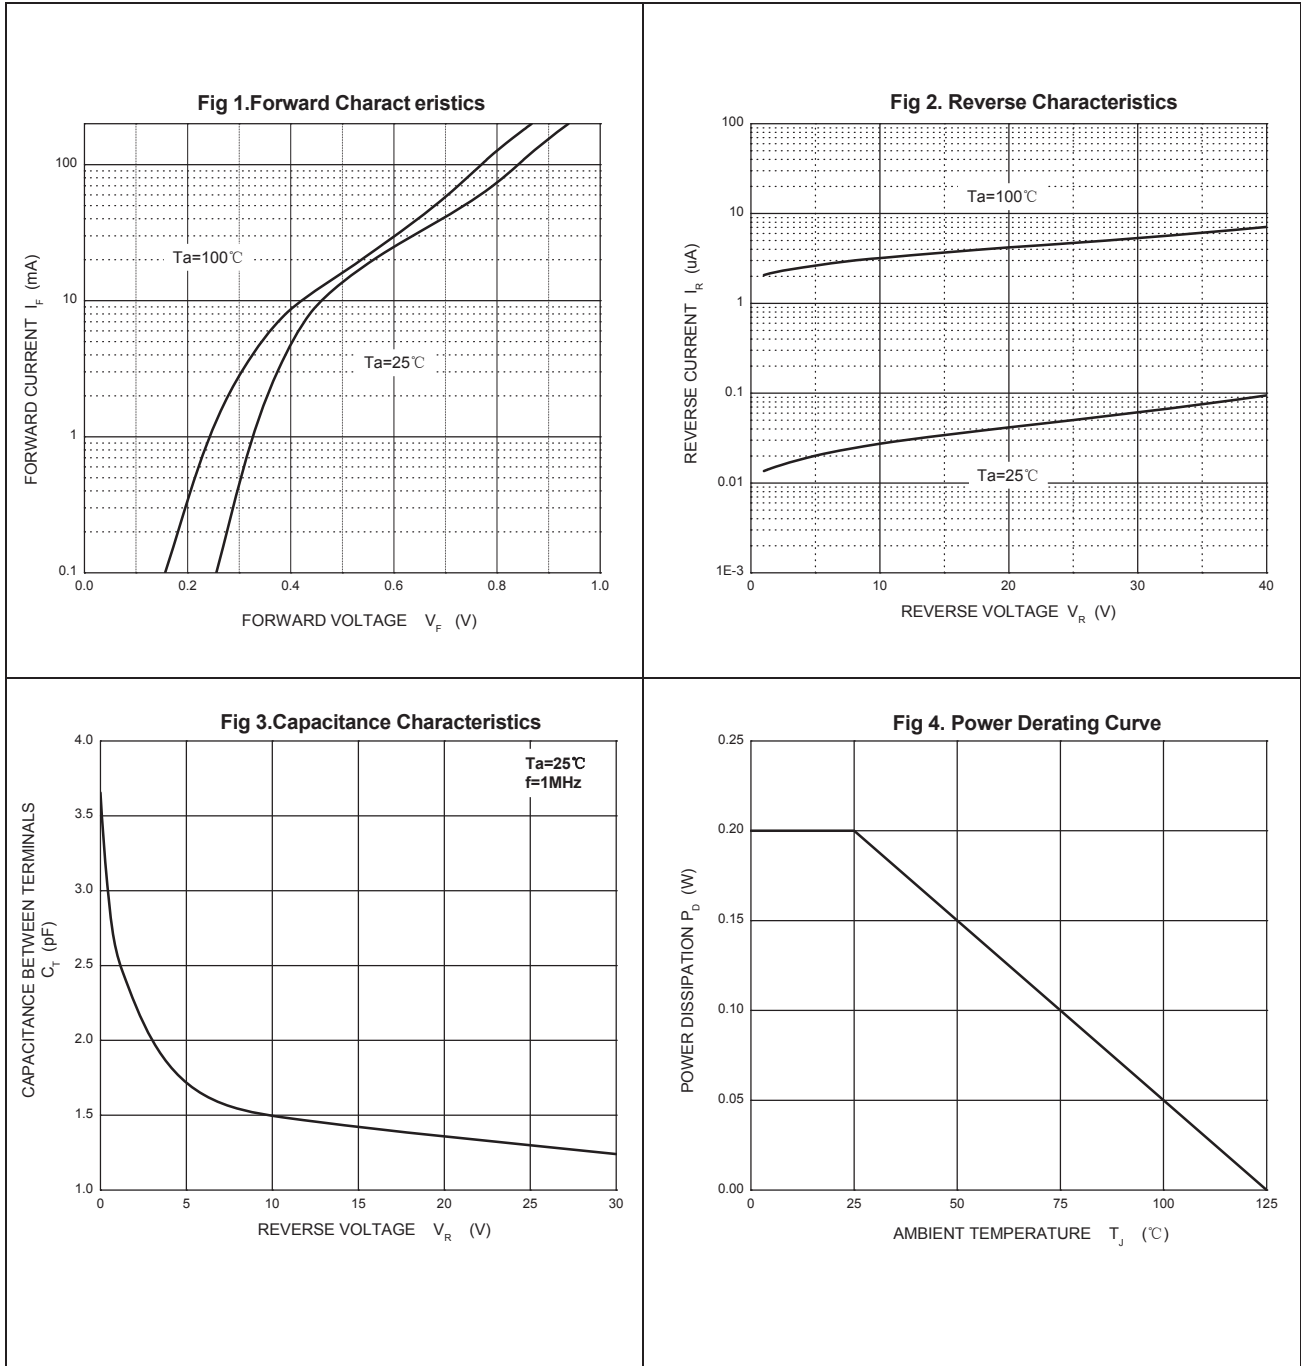 Fig 1.Forward Charact eristics
100
10
1
0.1
0.0
0.2
0.4
0.6
0.8
1.0
Ta=100℃
Ta=25℃
FORWARD CURRENT I_F (mA)
FORWARD VOLTAGE V_F (V)
Fig 2. Reverse Characteristics
100
10
1
0.1
0.01
1E-3
0
10
20
30
40
Ta=100℃
Ta=25℃
REVERSE CURRENT I_R (uA)
REVERSE VOLTAGE V_R (V)
Fig 3.Capacitance Characteristics
4.0
3.5
3.0
2.5
2.0
1.5
1.0
0
5
10
15
20
25
30
Ta=25℃
f=1MHz
CAPACITANCE BETWEEN TERMINALS
C_T (pF)
REVERSE VOLTAGE V_R (V)
Fig 4. Power Derating Curve
0.25
0.20
0.15
0.10
0.05
0.00
0
25
50
75
100
125
POWER DISSIPATION P_D (W)
AMBIENT TEMPERATURE T_J (℃)